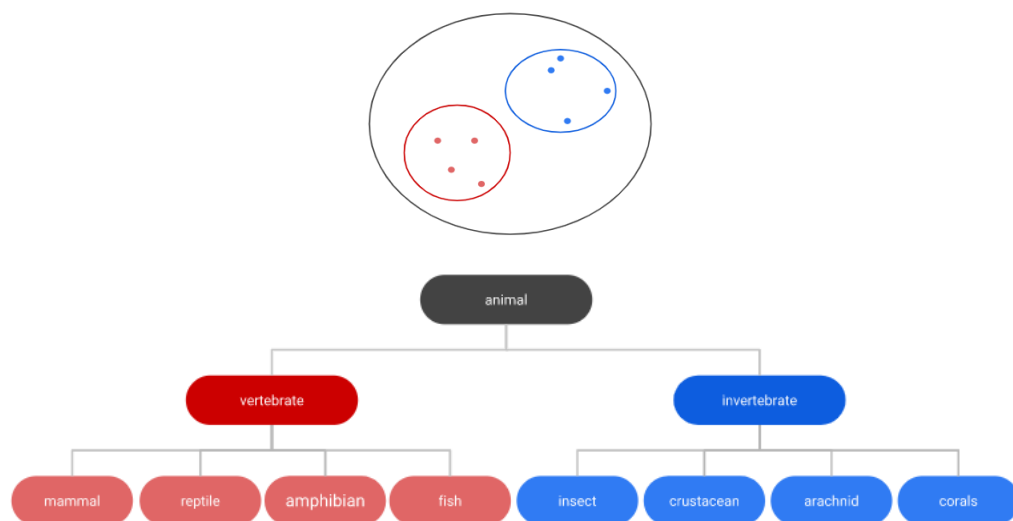 animal
vertebrate
invertebrate
mammal
reptile
amphibian
fish
insect
crustacean
arachnid
corals